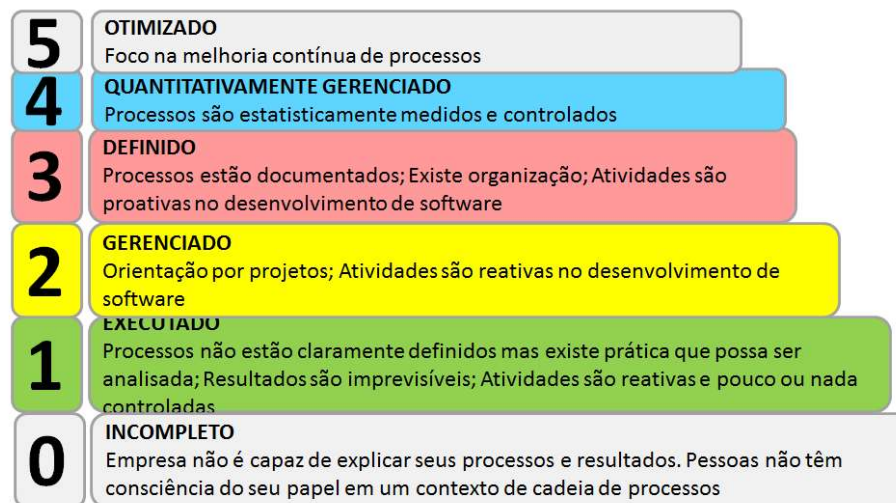 5
OTIMIZADO
Foco na melhoria contínua de processos
4
QUANTITATIVAMENTE GERENCIADO
Processos são estatisticamente medidos e controlados
3
DEFINIDO
Processos estão documentados; Existe organização; Atividades são
proativas no desenvolvimento de software
2
GERENCIADO
Orientação por projetos; Atividades são reativas no desenvolvimento de
software
1
EXECUTADO
Processos não estão claramente definidos mas existe prática que possa ser
analisada; Resultados são imprevisíveis; Atividades são reativas e pouco ou nada
controladas
0
INCOMPLETO
Empresa não é capaz de explicar seus processos e resultados. Pessoas não têm
consciência do seu papel em um contexto de cadeia de processos